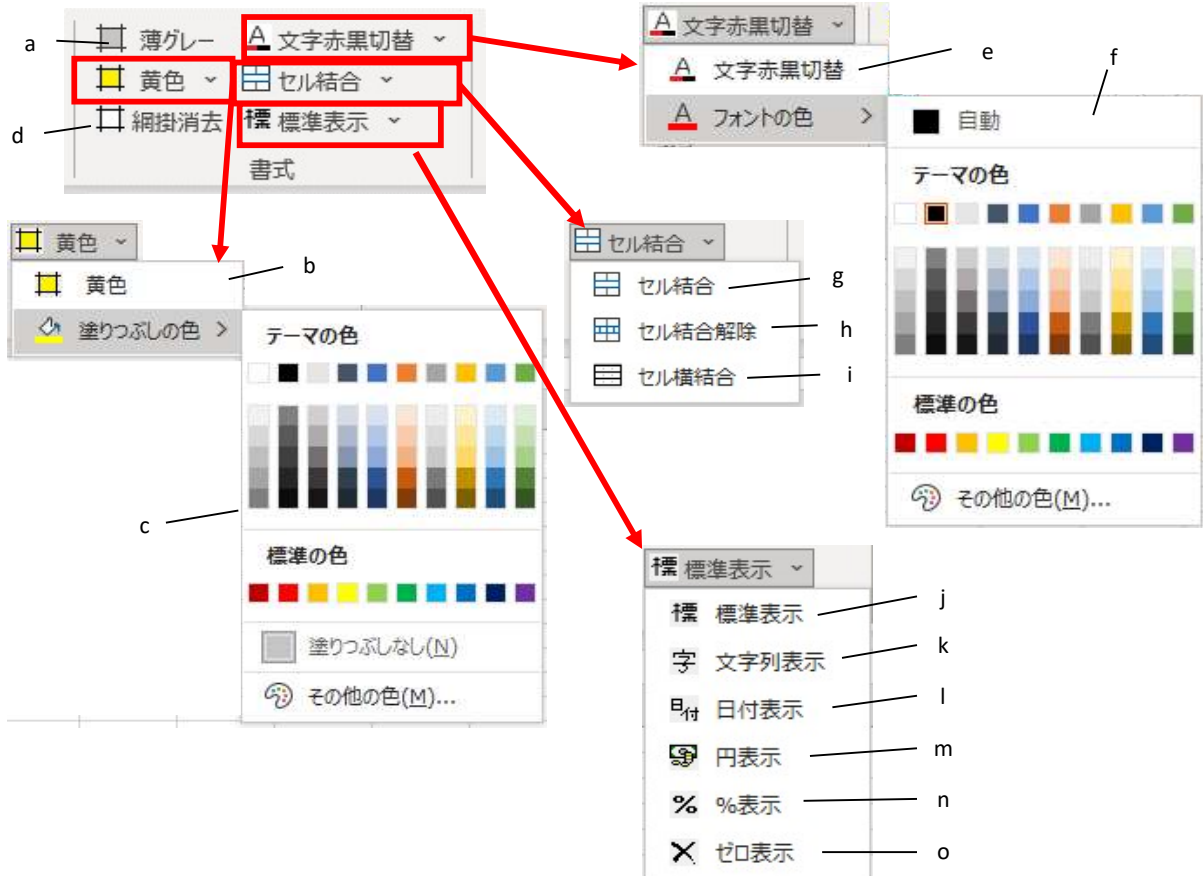 a
薄グレー
文字赤黒切替
黄色
セル結合
d
網掛消去
標 標準表示
書式
文字赤黒切替
文字赤黒切替
e
フォントの色
f
自動
テーマの色
標準の色
その他の色(M)...
黄色
黄色
b
塗りつぶしの色
テーマの色
c
標準の色
塗りつぶしなし(N)
その他の色(M)...
セル結合
セル結合
g
セル結合解除
h
セル横結合
i
標 標準表示
標 標準表示
j
字 文字列表示
k
日付 日付表示
l
円表示
m
% %表示
n
ゼロ表示
o